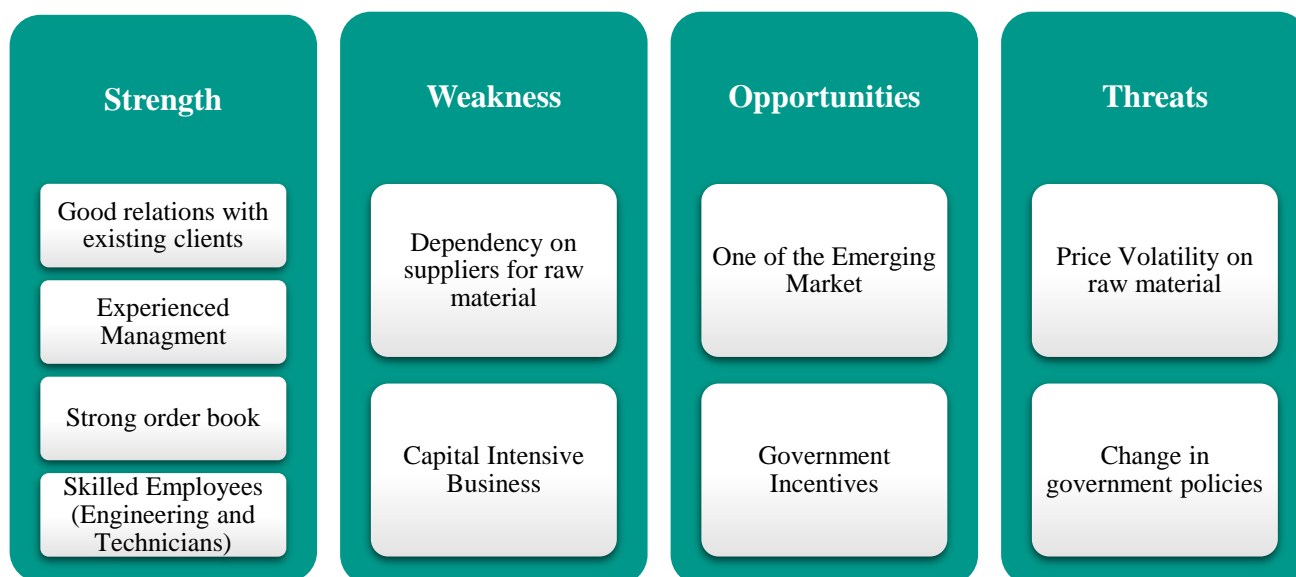 Strength
Good relations with
existing clients
Experienced
Managment
Strong order book
Skilled Employees
(Engineering and
Technicians)
Weakness
Dependency on
suppliers for raw
material
Capital Intensive
Business
Opportunities
One of the Emerging
Market
Government
Incentives
Threats
Price Volatility on
raw material
Change in
government policies